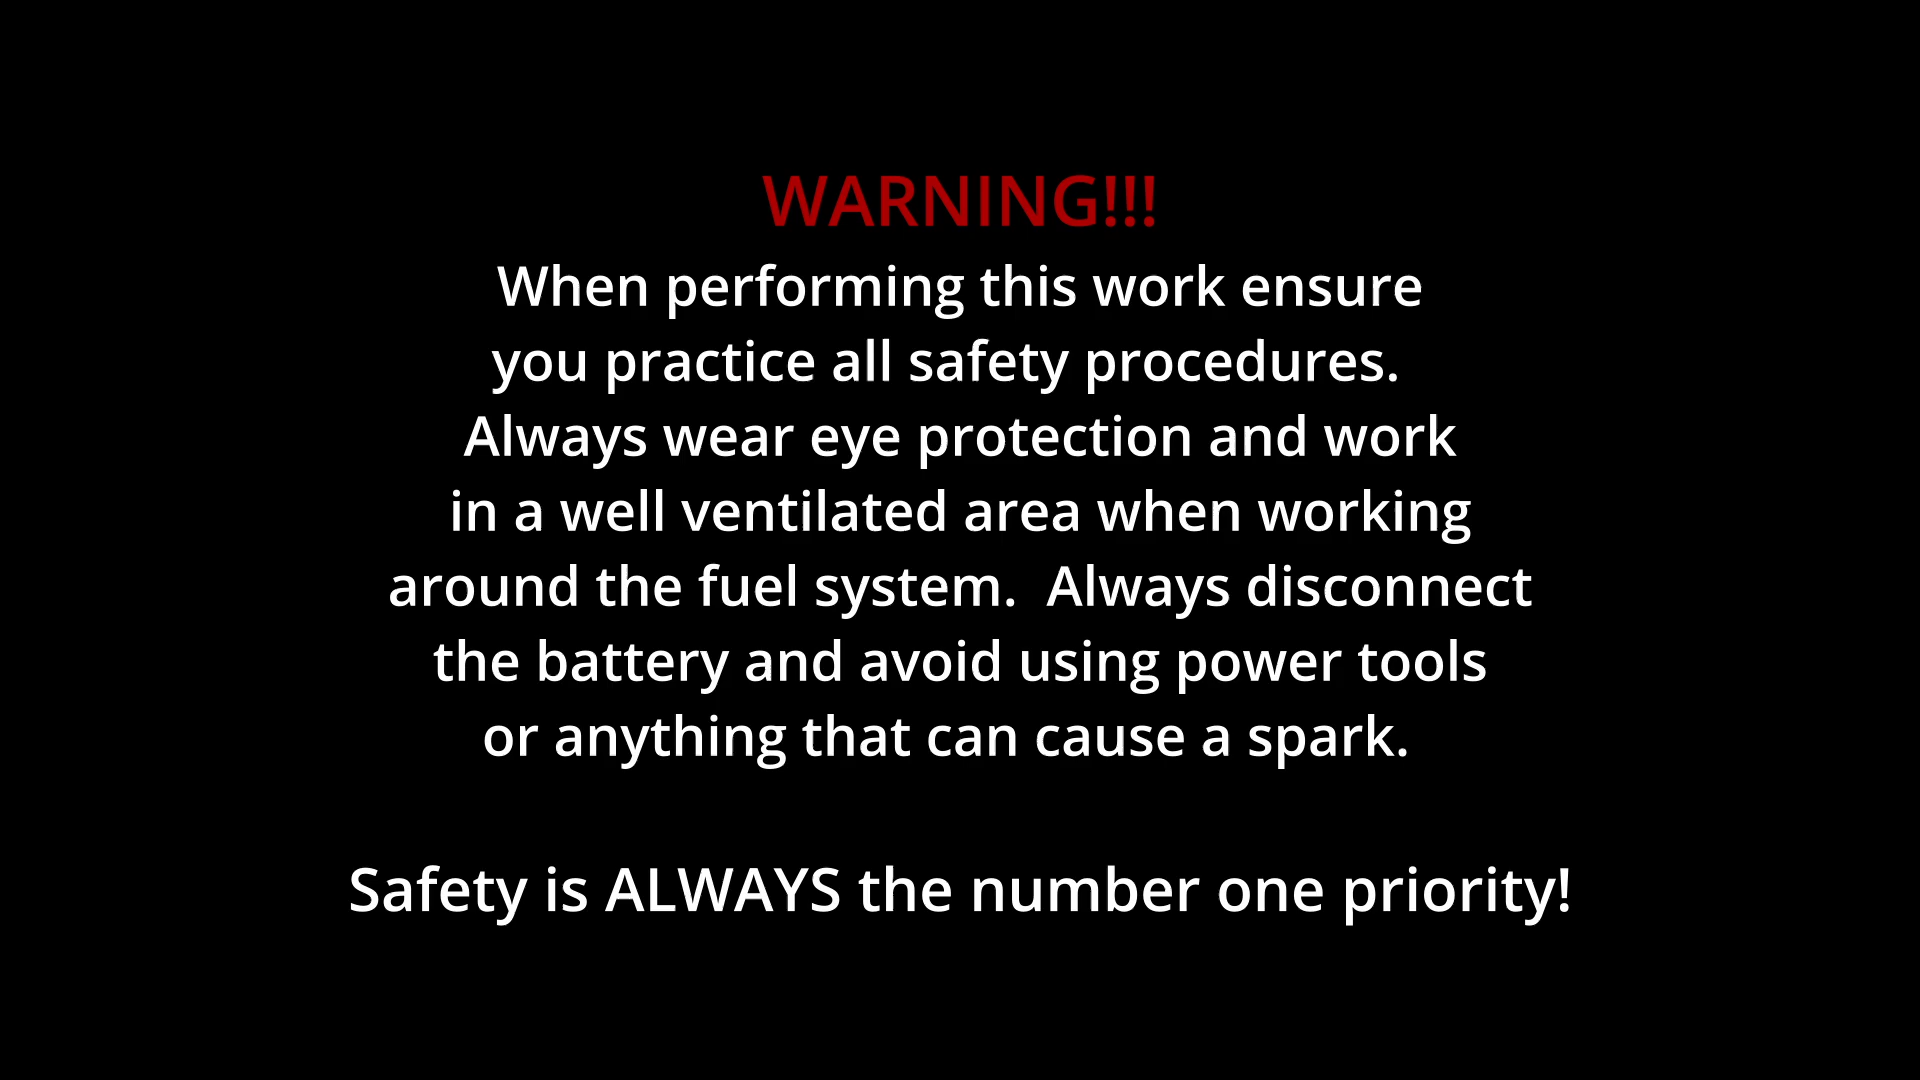 WARNING!!!
When performing this work ensure
you practice all safety procedures.
Always wear eye protection and work
in a well ventilated area when working
around the fuel system.  Always disconnect
the battery and avoid using power tools
or anything that can cause a spark.
Safety is ALWAYS the number one priority!